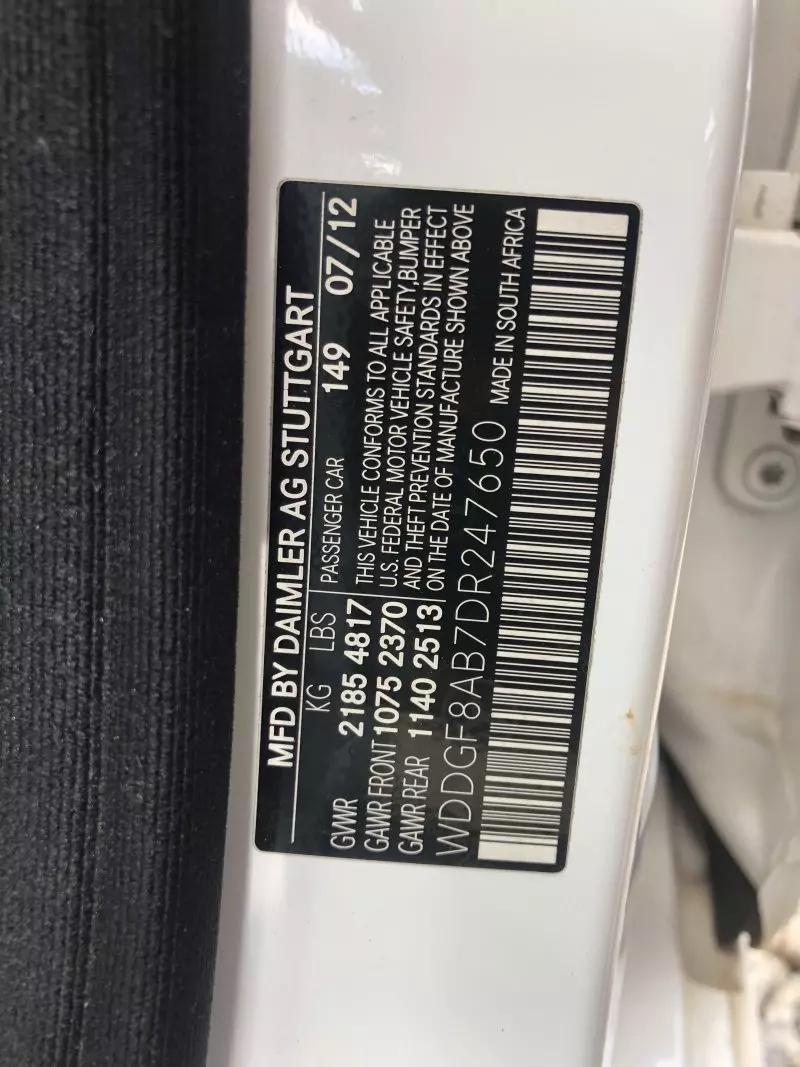 MFD BY DAIMLER AG STUTTGART
KG LBS PASSENGER CAR 149 07/12
GVWR 2185 4817
GAWR FRONT 1075 2370
GAWR REAR 1140 2513
THIS VEHICLE CONFORMS TO ALL APPLICABLE
U.S. FEDERAL MOTOR VEHICLE SAFETY,BUMPER
AND THEFT PREVENTION STANDARDS IN EFFECT
ON THE DATE OF MANUFACTURE SHOWN ABOVE
WDDGF8AB7DR247650 MADE IN SOUTH AFRICA